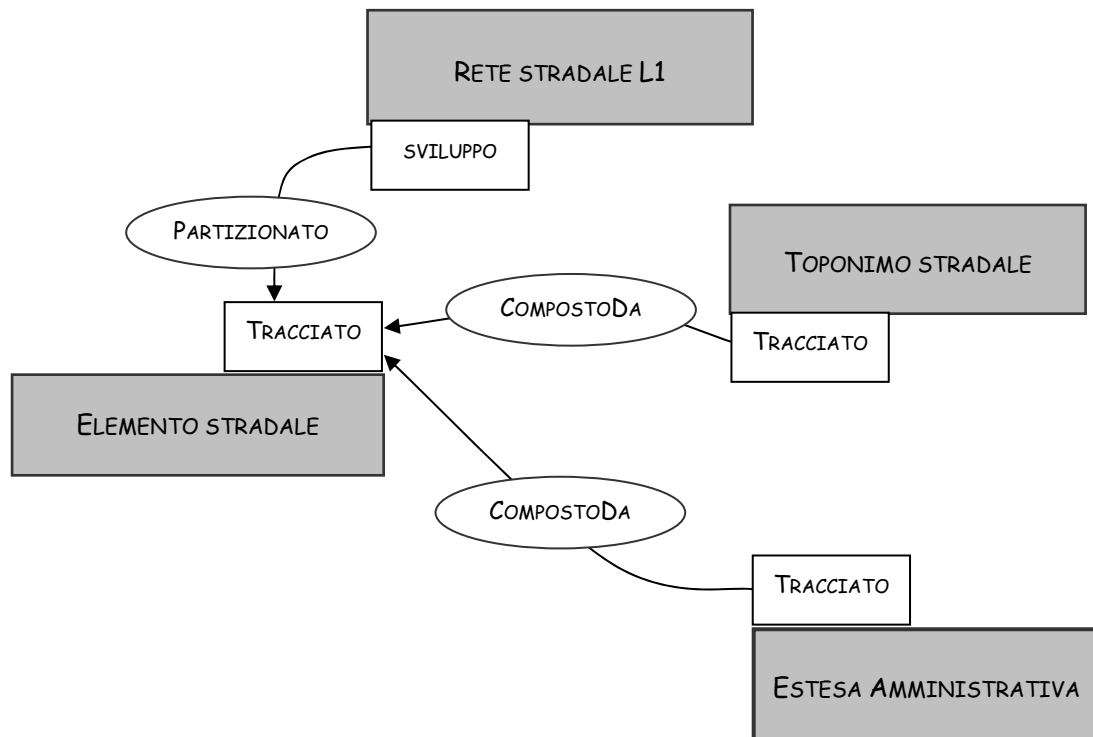 RETE STRADALE L1
SVILUPPO
PARTIZIONATO
TOPONIMO STRADALE
COMPOSTODA
TRACCIATO
TRACCIATO
ELEMENTO STRADALE
COMPOSTODA
TRACCIATO
ESTESA AMMINISTRATIVA